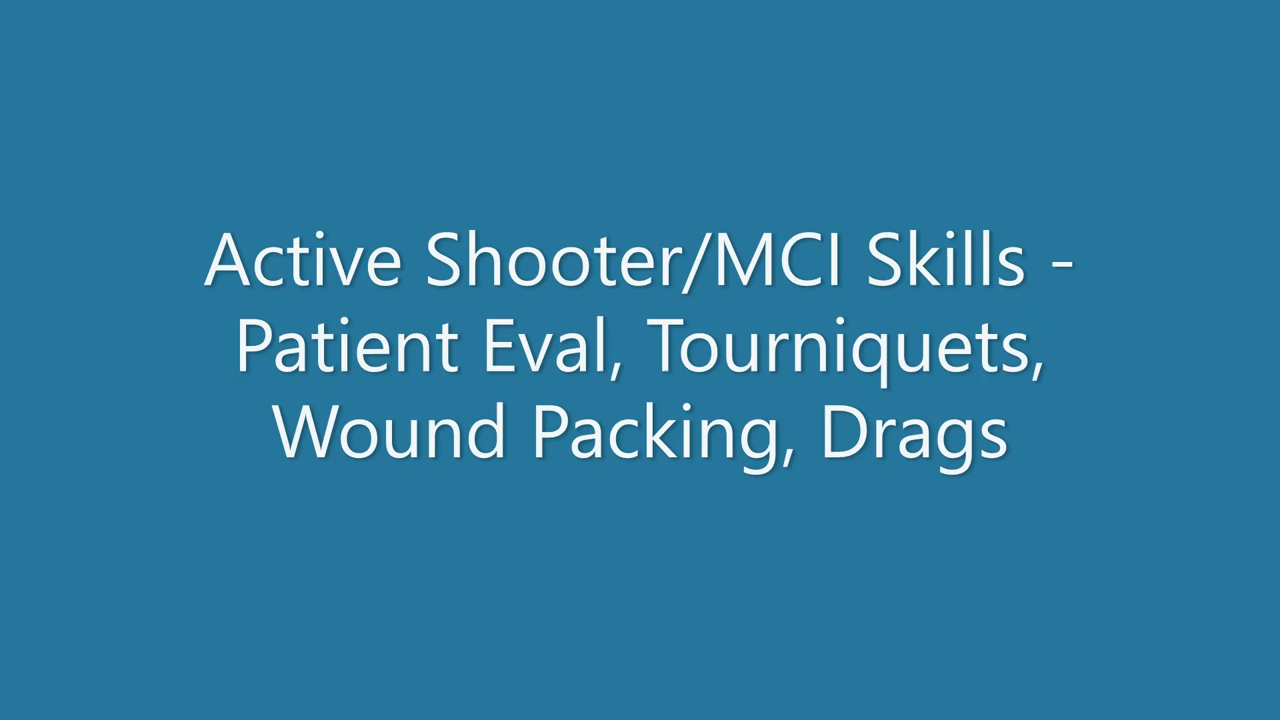 Active Shooter/MCI Skills -
Patient Eval, Tourniquets,
Wound Packing, Drags